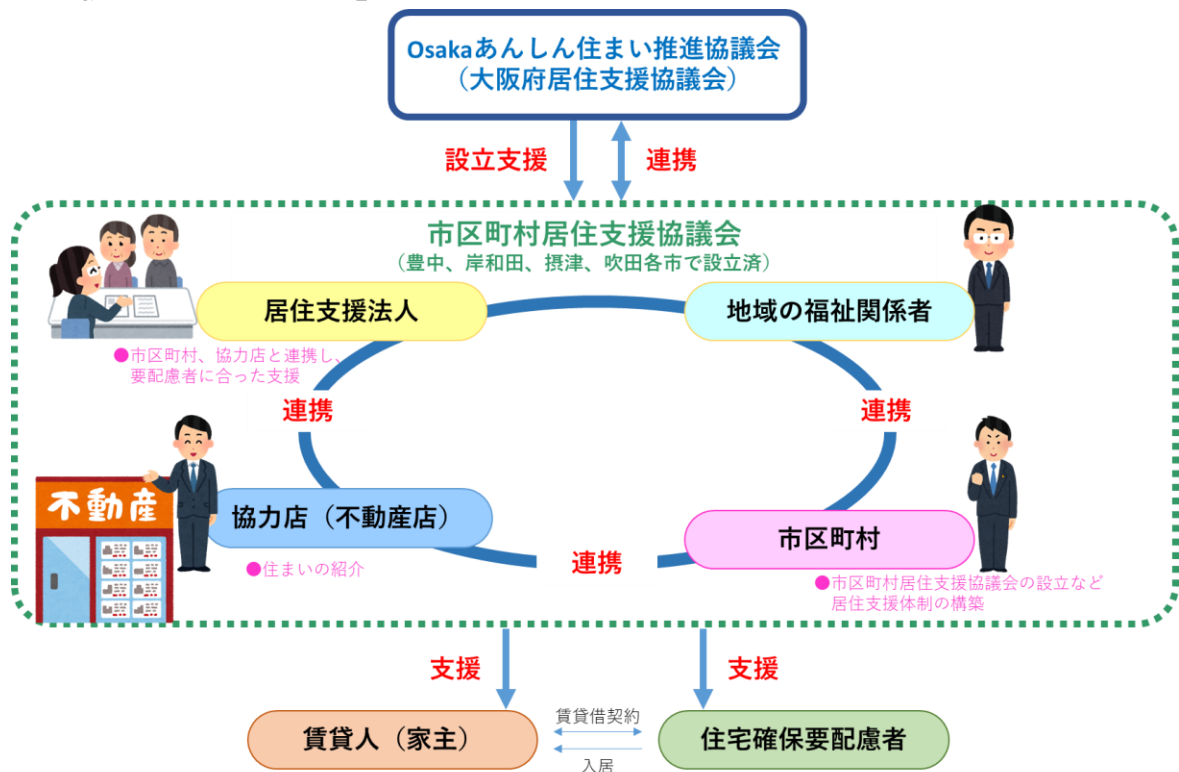 Osakaあんしん住まい推進協議会
（大阪府居住支援協議会）
設立支援
連携
市区町村居住支援協議会
（豊中、岸和田、摂津、吹田各市で設立済）
居住支援法人
地域の福祉関係者
●市区町村、協力店と連携し、
要配慮者に合った支援
連携
連携
不動産
協力店（不動産店）
市区町村
●住まいの紹介
連携
●市区町村居住支援協議会の設立など
居住支援体制の構築
支援
支援
賃貸人（家主）
賃貸借契約
入居
住宅確保要配慮者